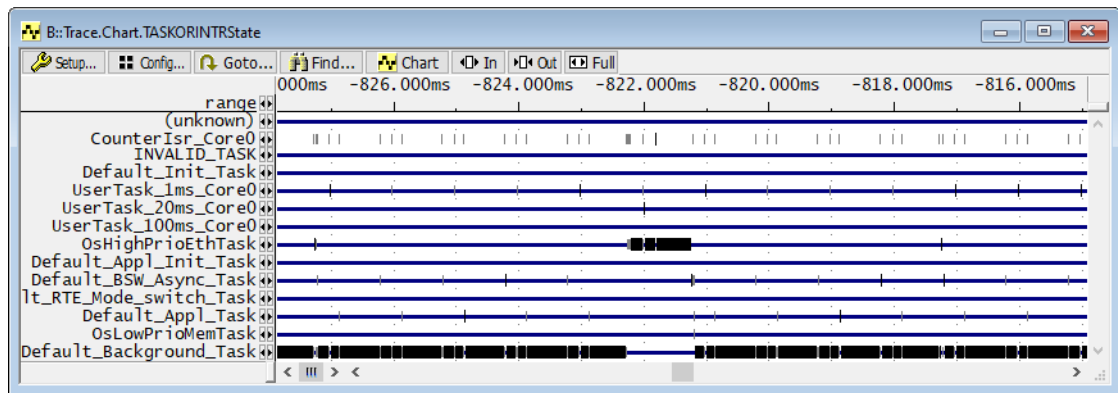 B::Trace.Chart.TASKORINTRState
Setup... Config... Goto... Find... Chart In Out Full
000ms -826.000ms -824.000ms -822.000ms -820.000ms -818.000ms -816.000ms
range
(unknown)
CounterIsr_Core0
INVALID_TASK
Default_Init_Task
UserTask_1ms_Core0
UserTask_20ms_Core0
UserTask_100ms_Core0
OsHighPrioEthTask
Default_Appl_Init_Task
Default_BSW_Async_Task
lt_RTE_Mode_switch_Task
Default_Appl_Task
OsLowPrioMemTask
Default_Background_Task